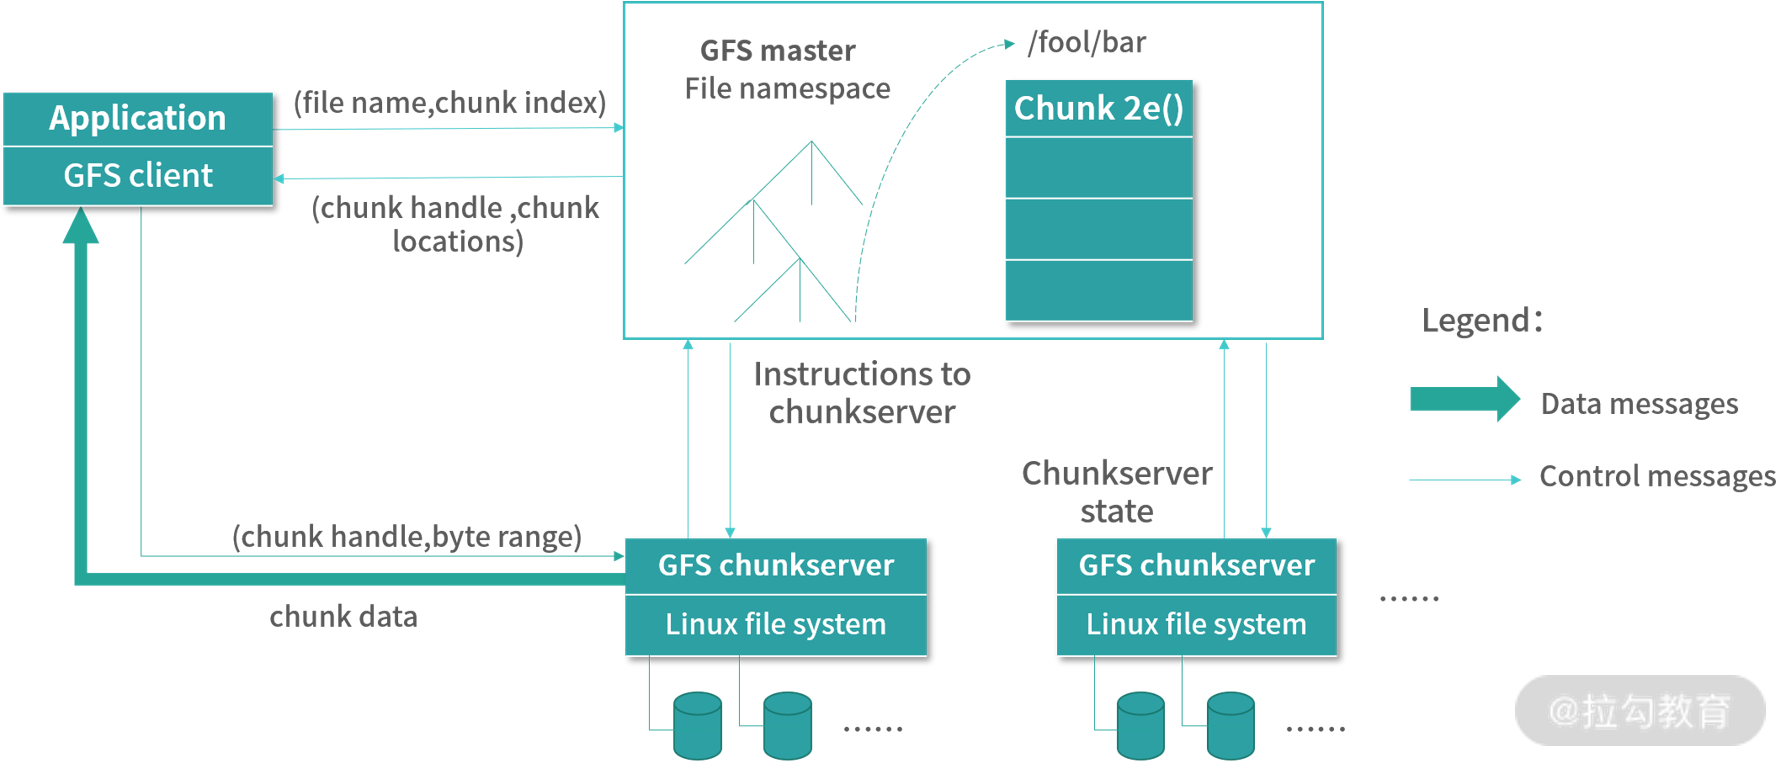 GFS master
File namespace
/fool/bar
Chunk 2e()
Application
GFS client
(file name,chunk index)
(chunk handle ,chunk
locations)
Instructions to
chunkserver
Chunkserver
state
Legend：
Data messages
Control messages
(chunk handle,byte range)
chunk data
GFS chunkserver
Linux file system
......
GFS chunkserver
Linux file system
......
......
@拉勾教育